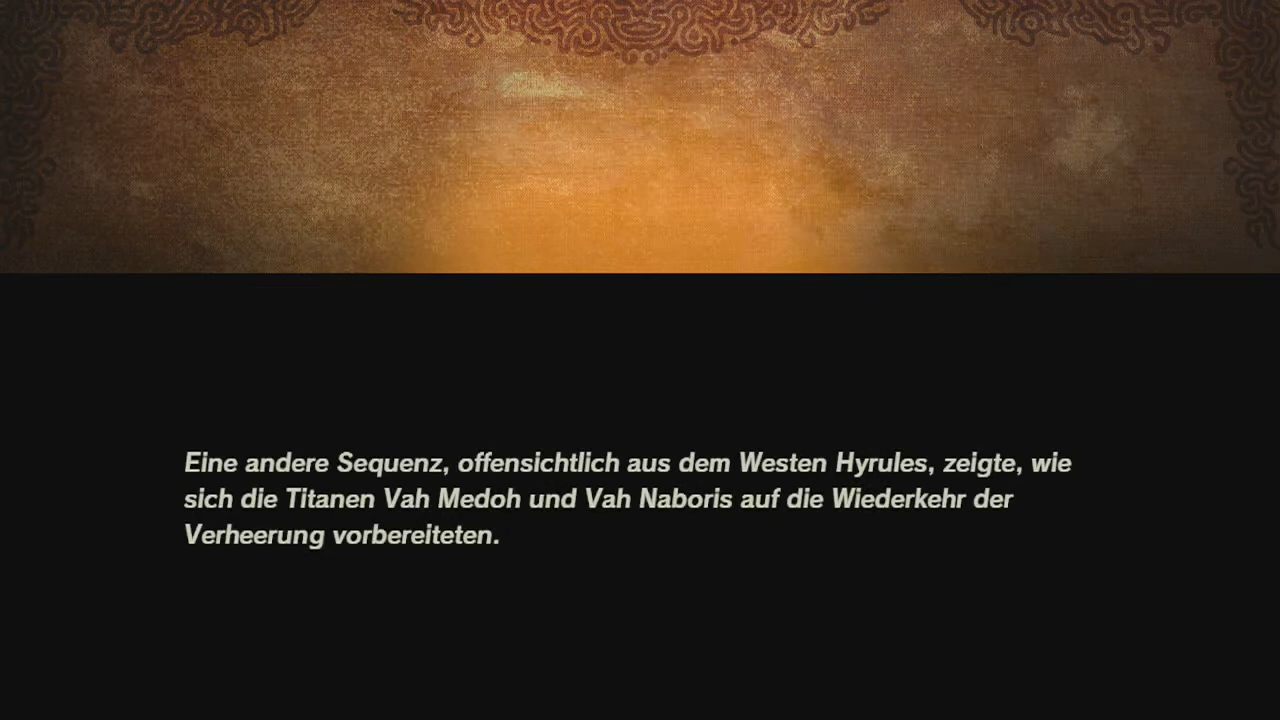 Eine andere Sequenz, offensichtlich aus dem Westen Hyrules, zeigte, wie
sich die Titanen Vah Medoh und Vah Naboris auf die Wiederkehr der
Verheerung vorbereiteten.